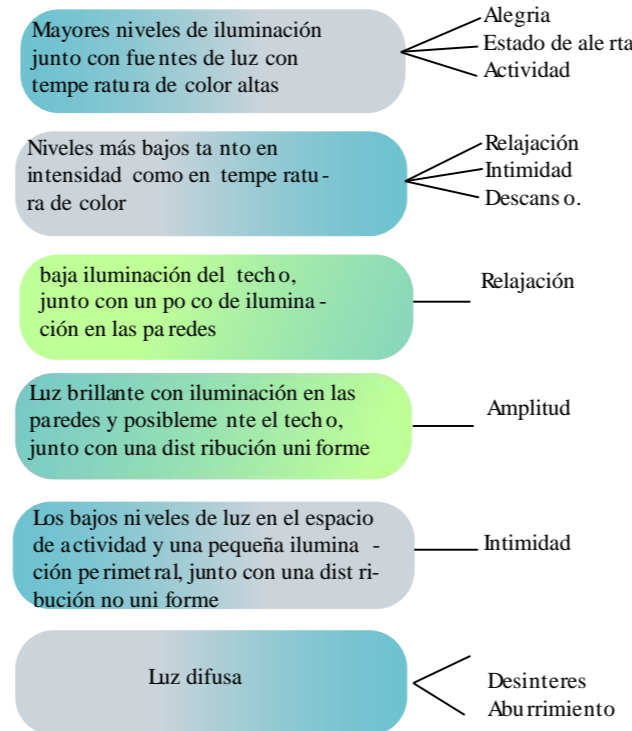 Mayores niveles de iluminación
junto con fuentes de luz con
temperatura de color altas
Alegria
Estado de alerta
Actividad
Niveles más bajos tanto en
intensidad como en temperatu-
ra de color
Relajación
Intimidad
Descanso.
baja iluminación del techo,
junto con un poco de ilumina-
ción en las paredes
Relajación
Luz brillante con iluminación en las
paredes y posiblemente el techo,
junto con una distribución uniforme
Amplitud
Los bajos niveles de luz en el espacio
de actividad y una pequeña ilumina-
ción perimetral, junto con una distri-
bución no uniforme
Intimidad
Luz difusa
Desinteres
Aburrimiento